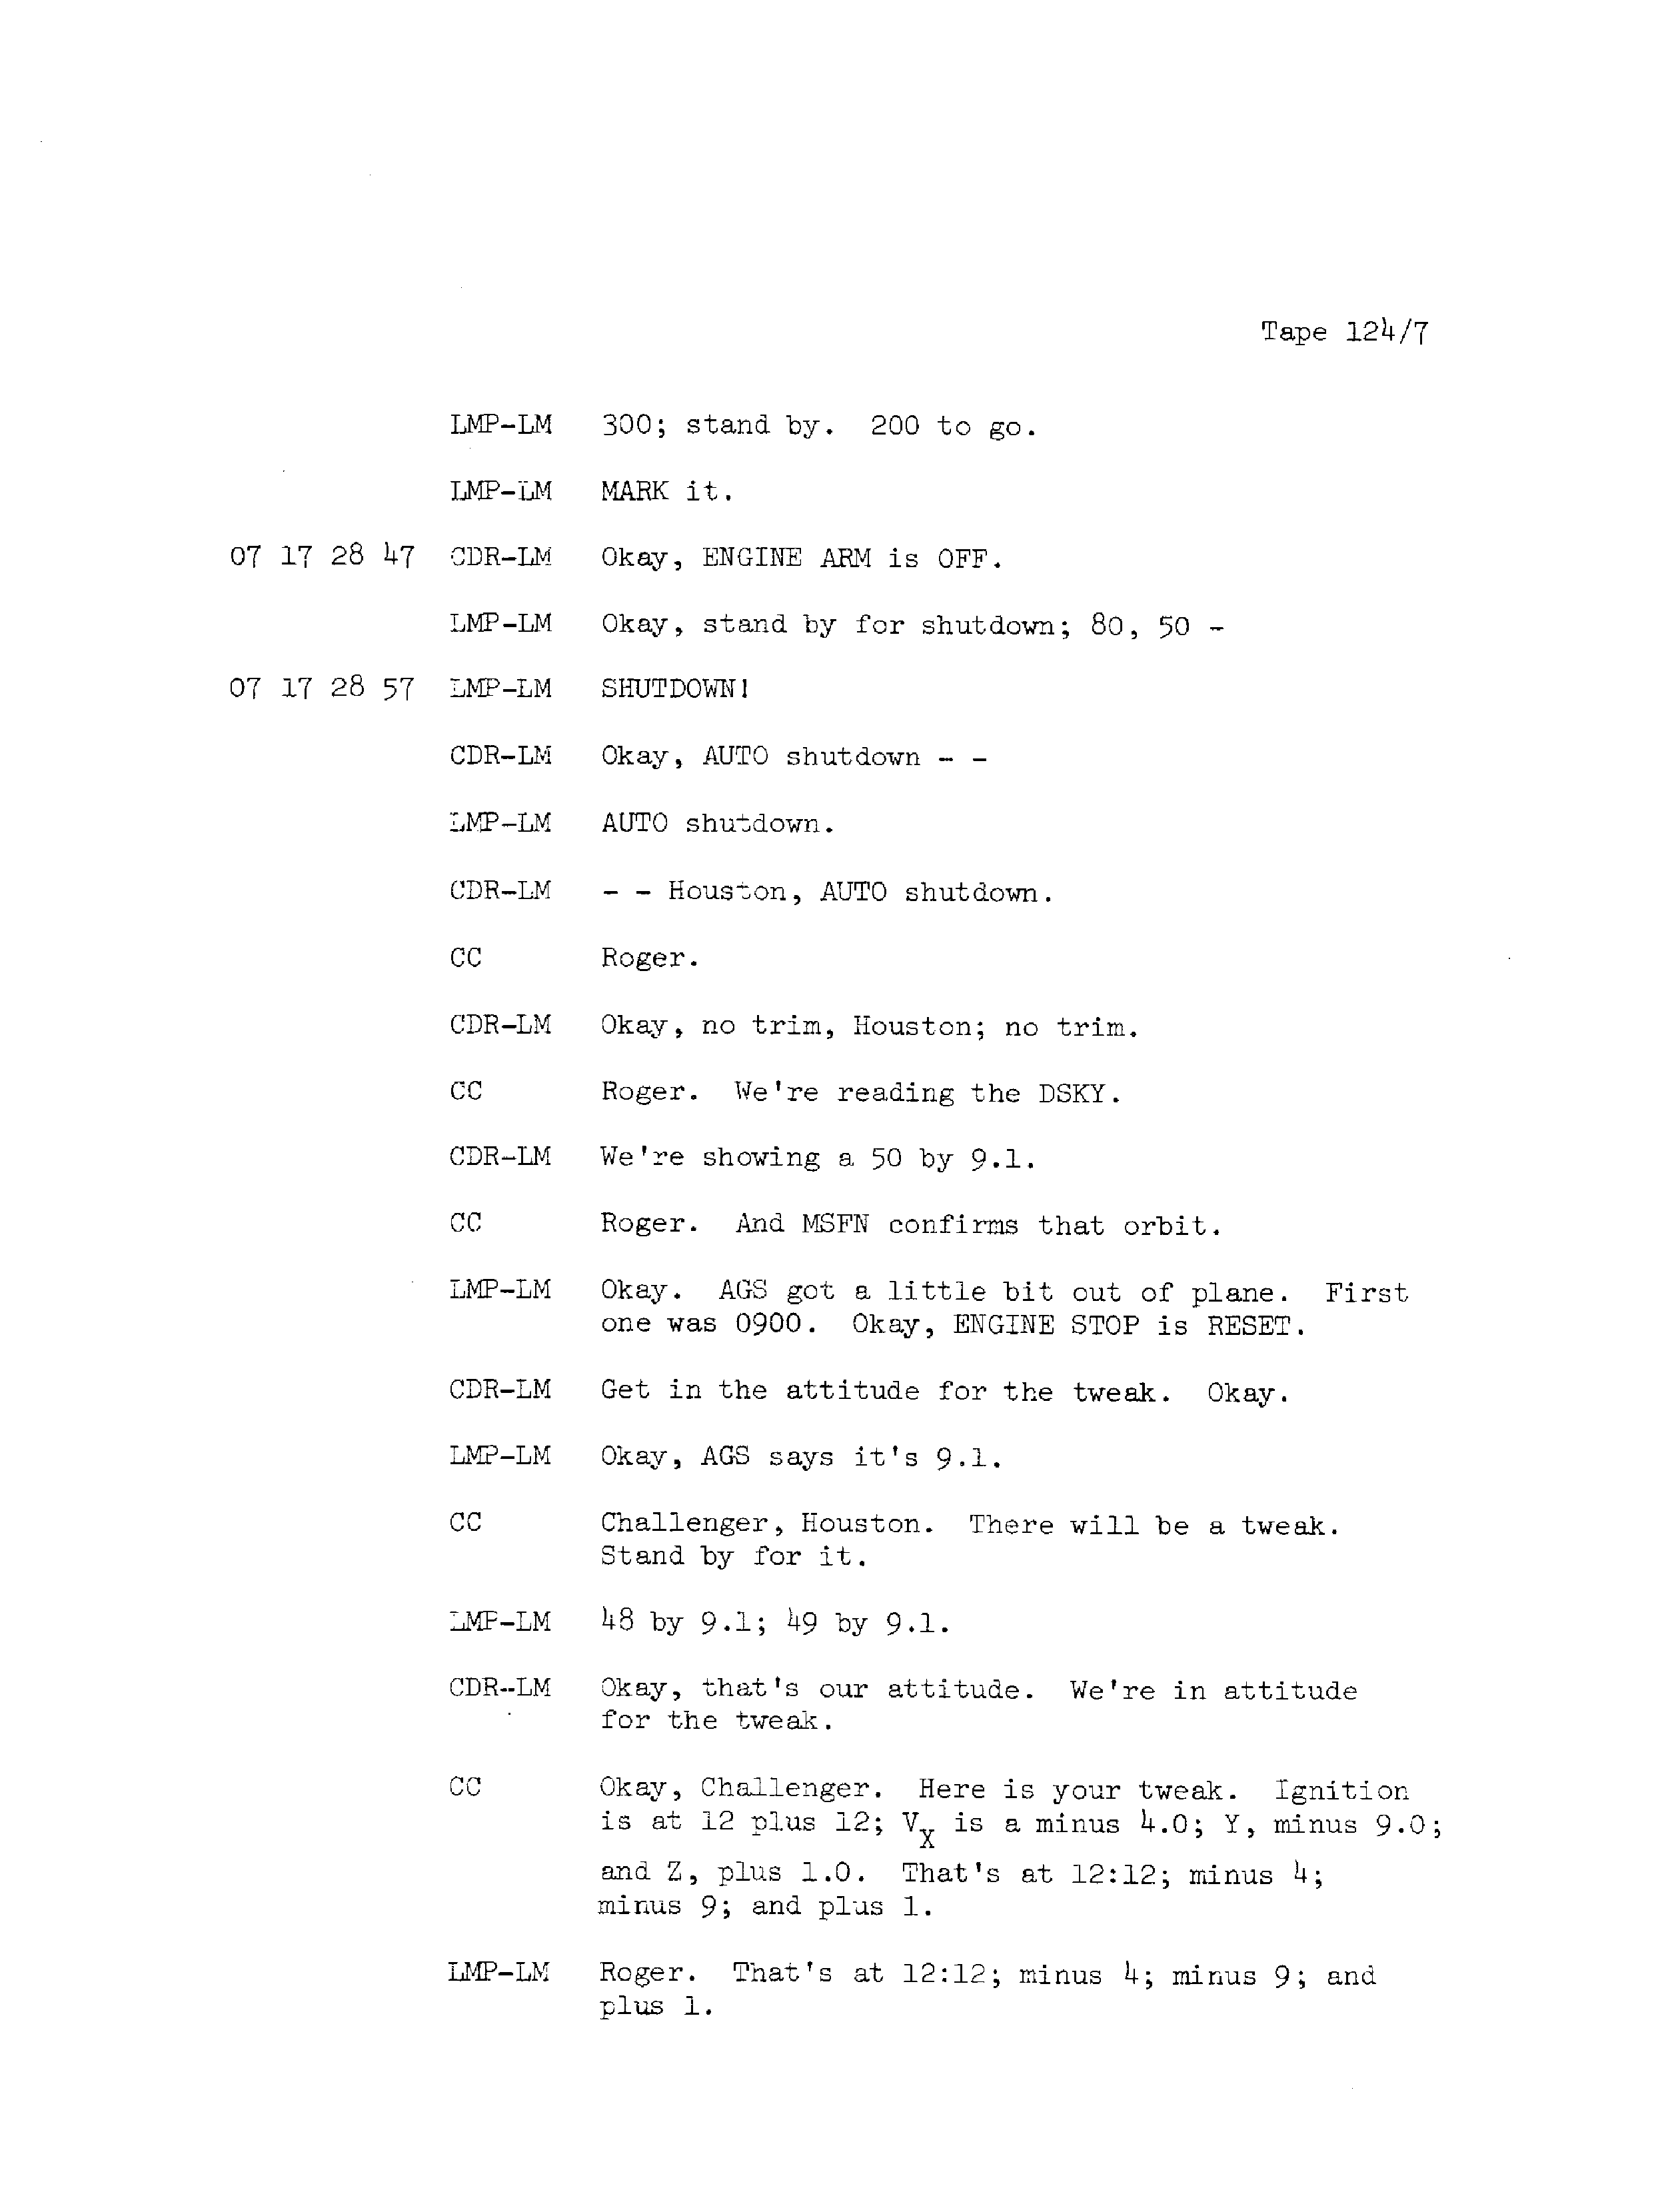 Tape 124/7
LMP-LM 300; stand by. 200 to go.
LMP-LM MARK it.
07 17 28 47 CDR-LM Okay, ENGINE ARM is OFF.
LMP-LM Okay, stand by for shutdown; 80, 50 -
07 17 28 57 LMP-LM SHUTDOWN!
CDR-LM Okay, AUTO shutdown - -
LMP-LM AUTO shutdown.
CDR-LM - - Houston, AUTO shutdown.
CC Roger.
CDR-LM Okay, no trim, Houston; no trim.
CC Roger. We're reading the DSKY.
CDR-LM We're showing a 50 by 9.1.
CC Roger. And MSFN confirms that orbit.
LMP-LM Okay. AGS got a little bit out of plane. First
one was 0900. Okay, ENGINE STOP is RESET.
CDR-LM Get in the attitude for the tweak. Okay.
LMP-LM Okay, AGS says it's 9.1.
CC Challenger, Houston. There will be a tweak.
Stand by for it.
LMP-LM 48 by 9.1; 49 by 9.1.
CDR-LM Okay, that's our attitude. We're in attitude
for the tweak.
CC Okay, Challenger. Here is your tweak. Ignition
is at 12 plus 12; VX is a minus 4.0; Y, minus 9.0;
and Z, plus 1.0. That's at 12:12; minus 4;
minus 9; and plus 1.
LMP-LM Roger. That's at 12:12; minus 4; minus 9; and
plus 1.